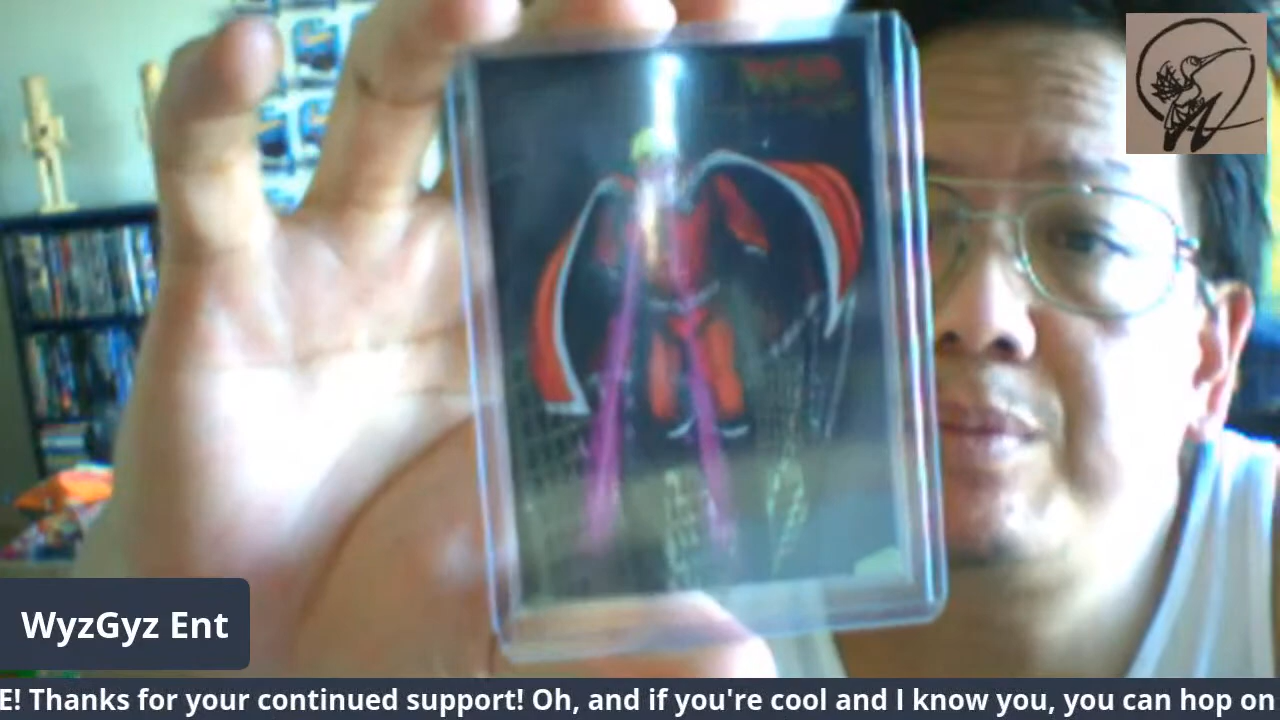 WyzGyz Ent
E! Thanks for your continued support! Oh, and if you're cool and I know you, you can hop on